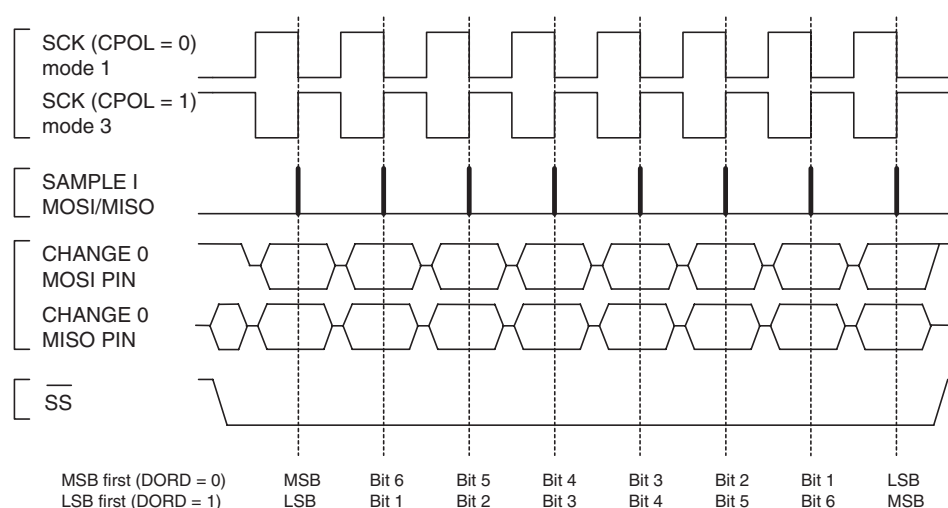 SCK (CPOL = 0)
mode 1
SCK (CPOL = 1)
mode 3
SAMPLE I
MOSI/MISO
CHANGE 0
MOSI PIN
CHANGE 0
MISO PIN
SS
MSB first (DORD = 0) MSB Bit 6 Bit 5 Bit 4 Bit 3 Bit 2 Bit 1 LSB
LSB first (DORD = 1) LSB Bit 1 Bit 2 Bit 3 Bit 4 Bit 5 Bit 6 MSB